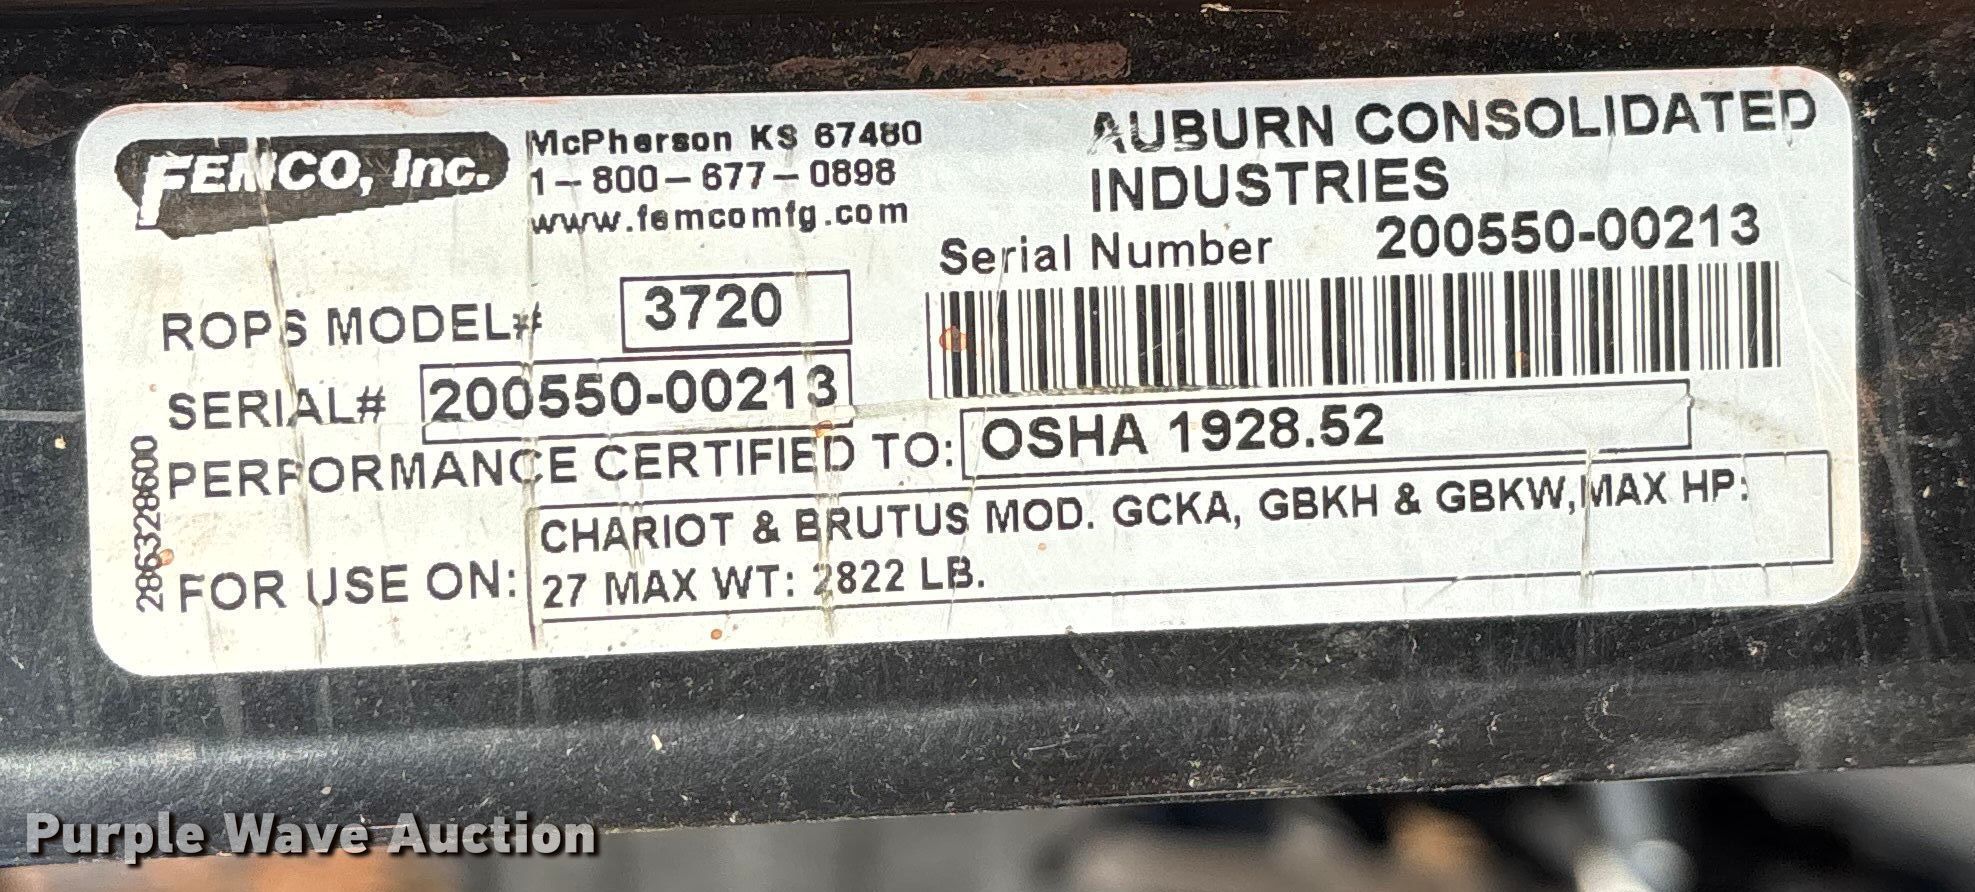 FEMCO, Inc.
McPherson KS 67480
1-800-677-0898
www.femcomfg.com
AUBURN CONSOLIDATED
INDUSTRIES
Serial Number 200550-00213
ROPS MODEL# 3720
SERIAL# 200550-00213
PERFORMANCE CERTIFIED TO: OSHA 1928.52
FOR USE ON: CHARIOT & BRUTUS MOD. GCKA, GBKH & GBKW,MAX HP:
27 MAX WT: 2822 LB.
2863328600
Purple Wave Auction